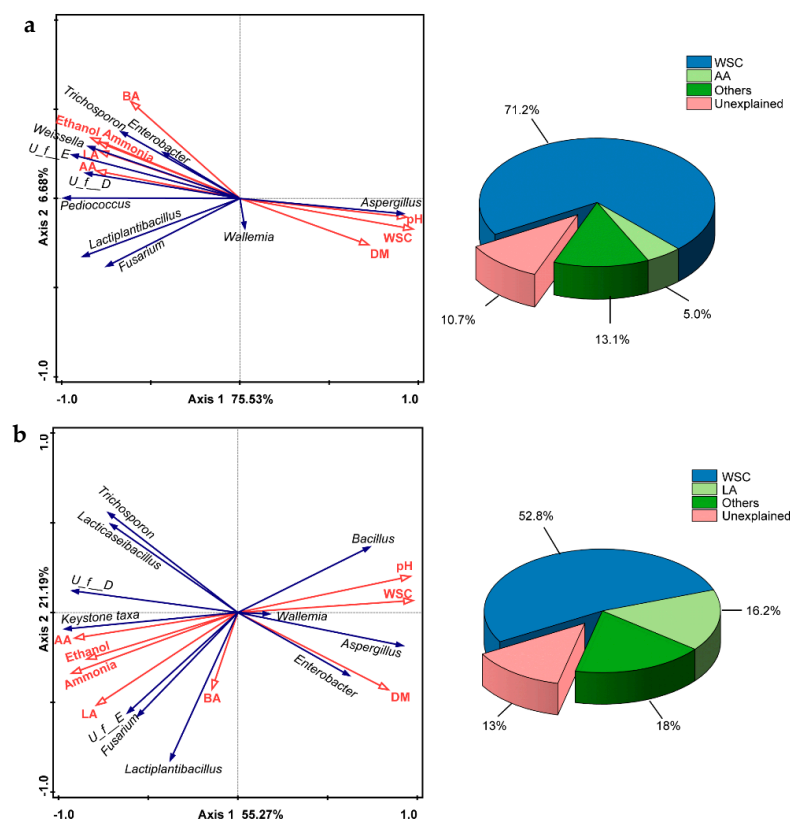 a
BA
Trichosporon
Enterobacter
Ethanol Ammonia
Weissella
U_f__E
LA
AA
U_f__D
Pediococcus
Lactiplantibacillus
Fusarium
Wallemia
Aspergillus
pH
WSC
DM
Axis 2 6.68%
-1.0
-1.0
Axis 1 75.53%
1.0
WSC
AA
Others
Unexplained
71.2%
10.7%
13.1%
5.0%
b
1.0
Trichosporon
Lacticaseibacillus
U_f__D
Keystone taxa
AA
Ethanol
Ammonia
LA
U_f__E
Fusarium
BA
Lactiplantibacillus
Bacillus
pH
WSC
Wallemia
Aspergillus
Enterobacter
DM
Axis 2 21.19%
-1.0
-1.0
Axis 1 55.27%
1.0
WSC
LA
Others
Unexplained
52.8%
16.2%
13%
18%